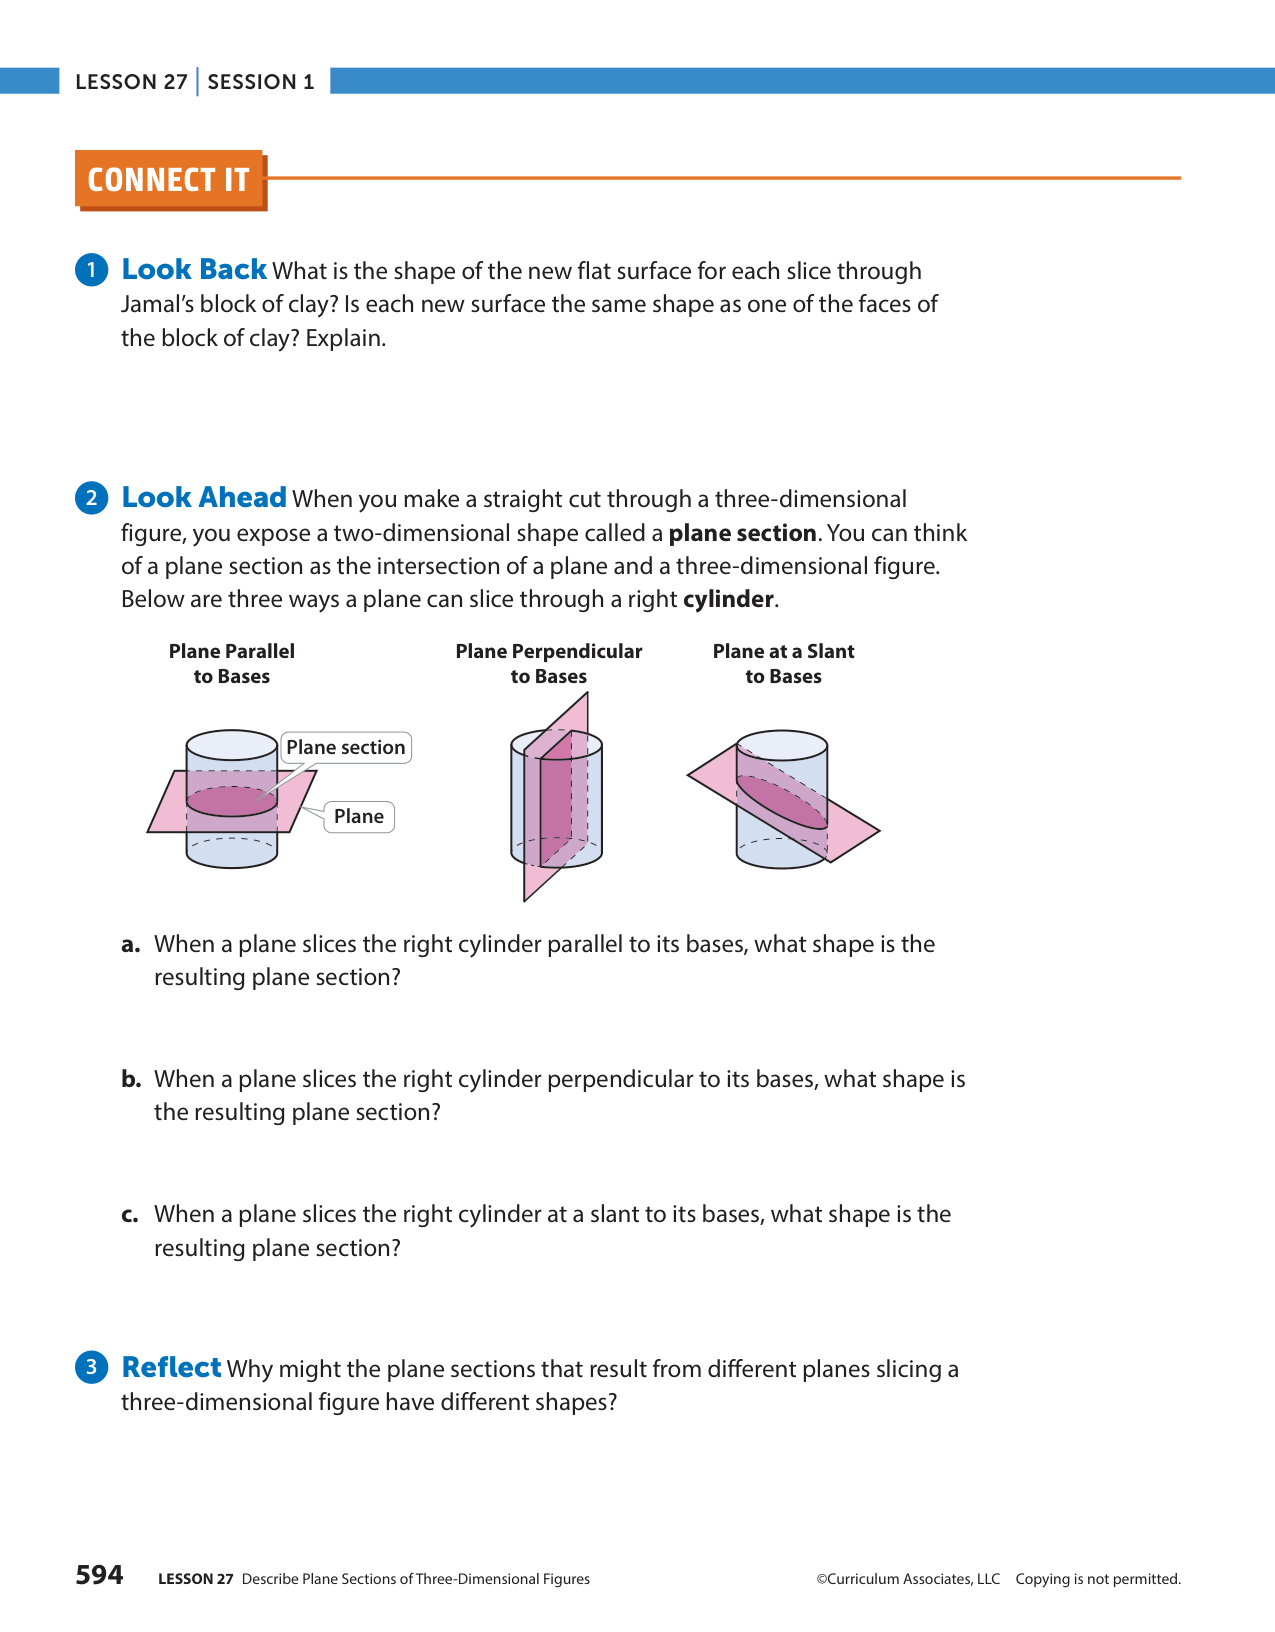 LESSON 27 | SESSION 1
CONNECT IT
1 Look Back What is the shape of the new flat surface for each slice through
Jamal’s block of clay? Is each new surface the same shape as one of the faces of
the block of clay? Explain.
2 Look Ahead When you make a straight cut through a three-dimensional
figure, you expose a two-dimensional shape called a plane section. You can think
of a plane section as the intersection of a plane and a three-dimensional figure.
Below are three ways a plane can slice through a right cylinder.
Plane Parallel
to Bases
Plane Perpendicular
to Bases
Plane at a Slant
to Bases
Plane section
Plane
a. When a plane slices the right cylinder parallel to its bases, what shape is the
resulting plane section?
b. When a plane slices the right cylinder perpendicular to its bases, what shape is
the resulting plane section?
c. When a plane slices the right cylinder at a slant to its bases, what shape is the
resulting plane section?
3 Reflect Why might the plane sections that result from different planes slicing a
three-dimensional figure have different shapes?
594 LESSON 27 Describe Plane Sections of Three-Dimensional Figures ©Curriculum Associates, LLC Copying is not permitted.